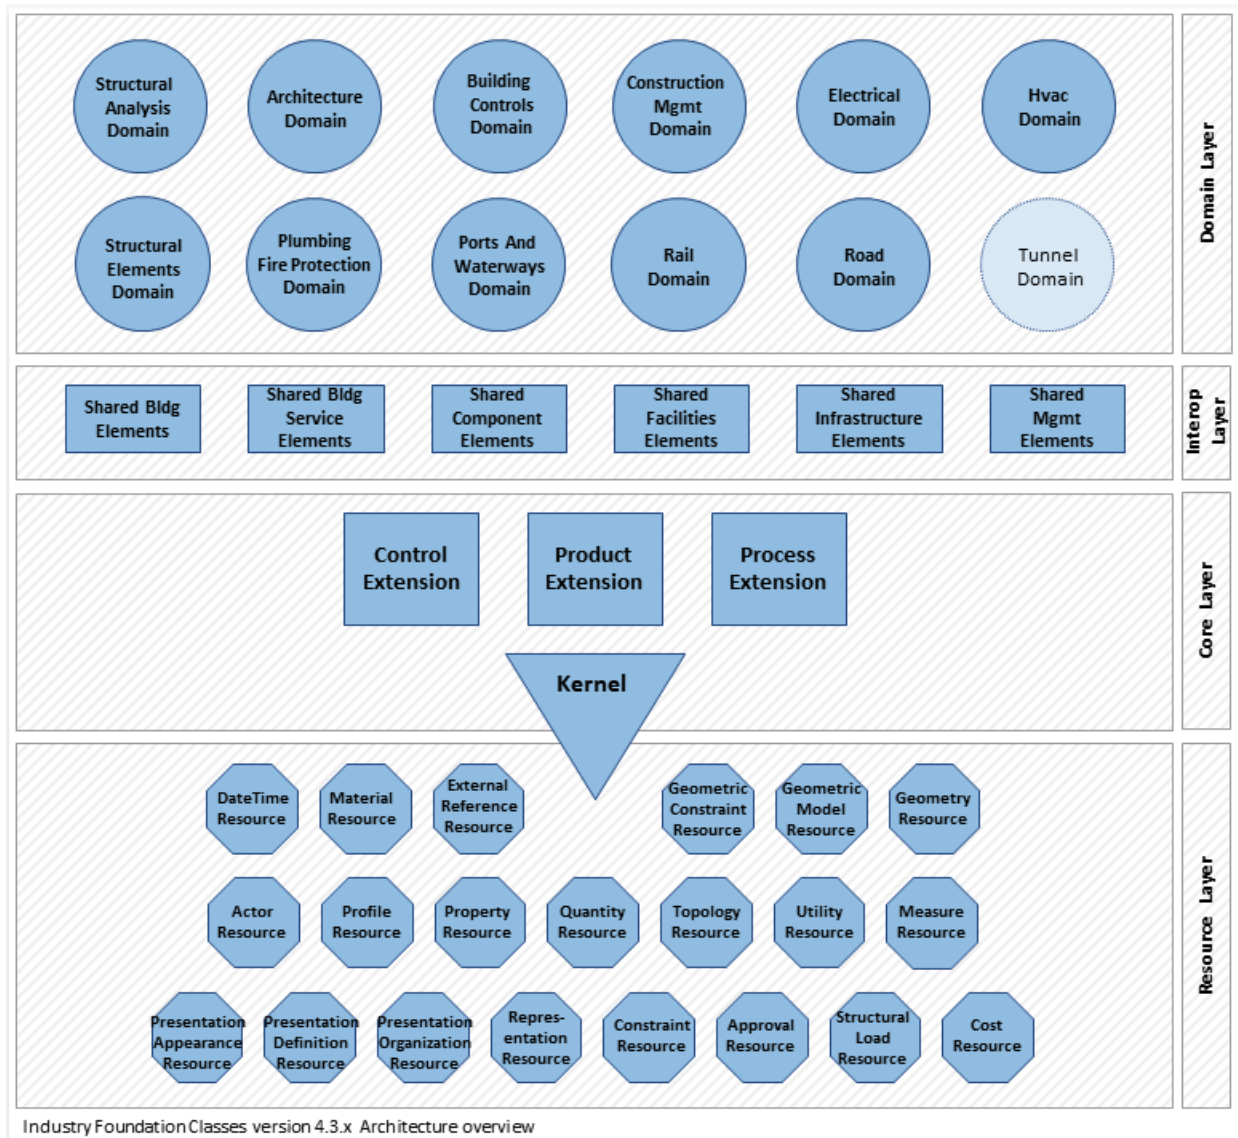 Structural
Analysis
Domain
Architecture
Domain
Building
Controls
Domain
Construction
Mgmt
Domain
Electrical
Domain
Hvac
Domain
Structural
Elements
Domain
Plumbing
Fire Protection
Domain
Ports And
Waterways
Domain
Rail
Domain
Road
Domain
Tunnel
Domain
Domain Layer
Shared Bldg
Elements
Shared Bldg
Service
Elements
Shared
Component
Elements
Shared
Facilities
Elements
Shared
Infrastructure
Elements
Shared
Mgmt
Elements
Interop
Layer
Control
Extension
Product
Extension
Process
Extension
Kernel
Core Layer
DateTime
Resource
Material
Resource
External
Reference
Resource
Geometric
Constraint
Resource
Geometric
Model
Resource
Geometry
Resource
Actor
Resource
Profile
Resource
Property
Resource
Quantity
Resource
Topology
Resource
Utility
Resource
Measure
Resource
Presentation
Appearance
Resource
Presentation
Definition
Resource
Presentation
Organization
Resource
Repres-
entation
Resource
Constraint
Resource
Approval
Resource
Structural
Load
Resource
Cost
Resource
Resource Layer
Industry Foundation Classes version 4.3.x Architecture overview